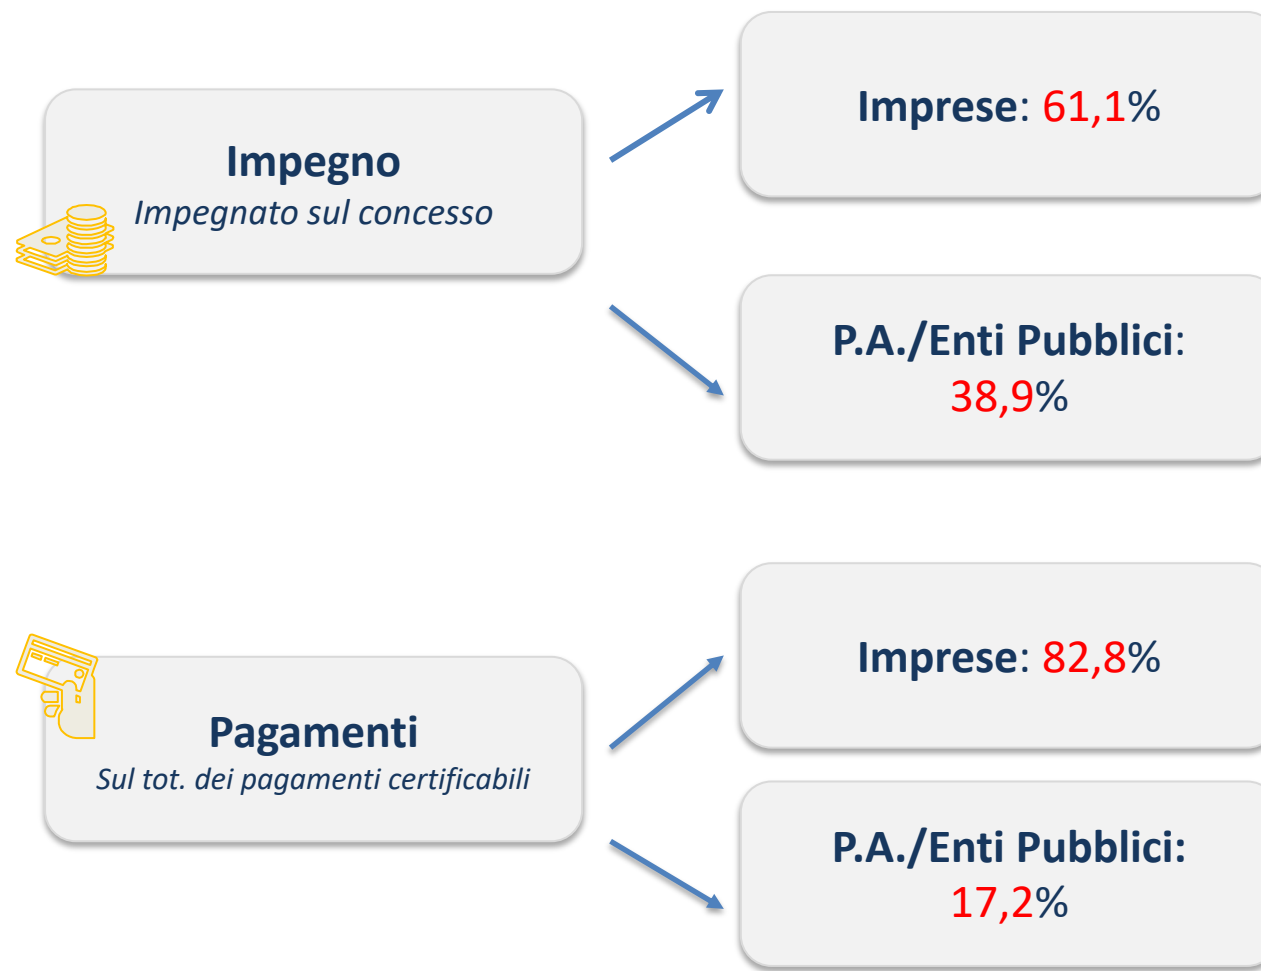 Impegno
Impegnato sul concesso
Imprese: 61,1%
P.A./Enti Pubblici:
38,9%
Pagamenti
Sul tot. dei pagamenti certificabili
Imprese: 82,8%
P.A./Enti Pubblici:
17,2%